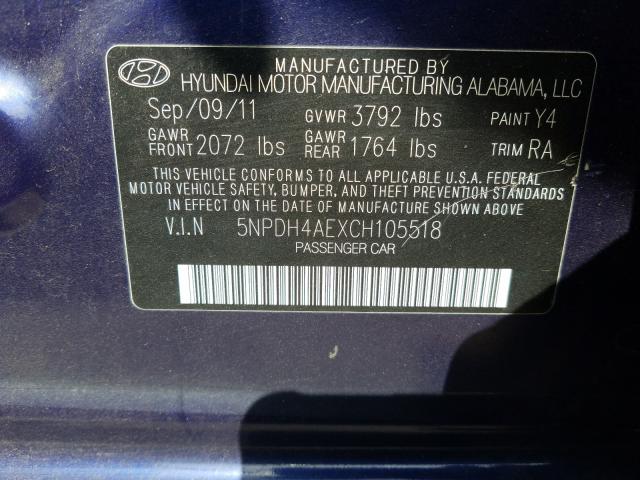 MANUFACTURED BY
HYUNDAI MOTOR MANUFACTURING ALABAMA, LLC
Sep/09/11 GVWR 3792 lbs PAINT Y4
GAWR FRONT 2072 lbs GAWR REAR 1764 lbs TRIM RA
THIS VEHICLE CONFORMS TO ALL APPLICABLE U.S.A. FEDERAL
MOTOR VEHICLE SAFETY, BUMPER, AND THEFT PREVENTION STANDARDS
IN EFFECT ON THE DATE OF MANUFACTURE SHOWN ABOVE
V.I.N 5NPDH4AEXCH105518
PASSENGER CAR